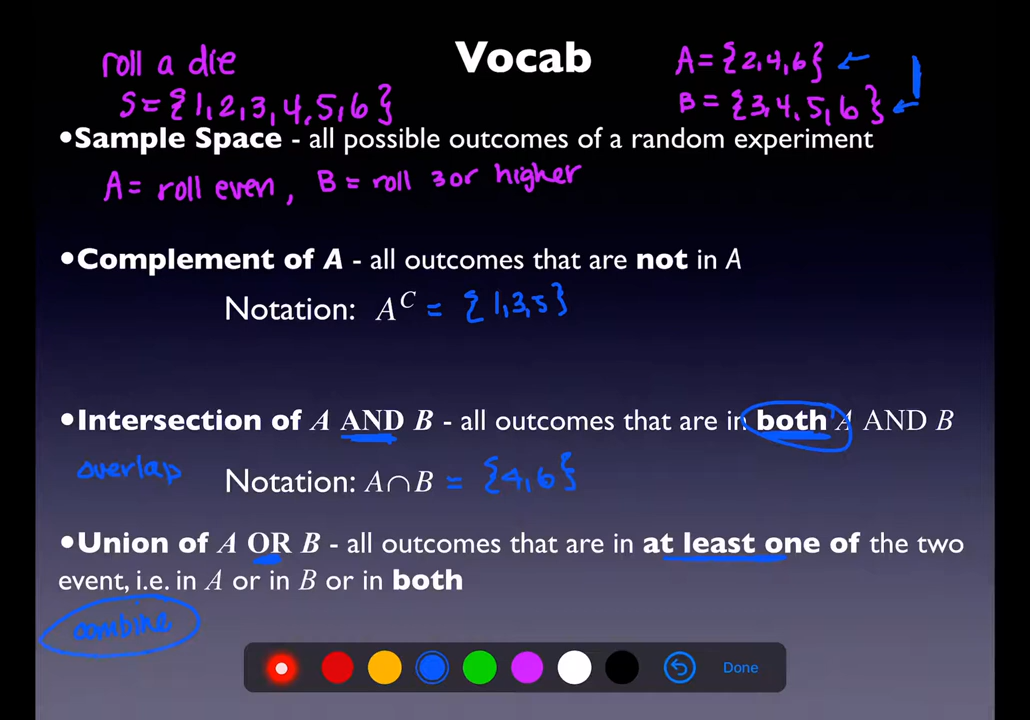 roll a die
Vocab
A = {2,4,6} ←
S = {1,2,3,4,5,6}
B = {3,4,5,6} ←
•Sample Space - all possible outcomes of a random experiment
A = roll even, B = roll 3 or higher
•Complement of A - all outcomes that are not in A
Notation: A^C = {1,3,5}
•Intersection of A AND B - all outcomes that are in both A AND B
overlap
Notation: A∩B = {4,6}
•Union of A OR B - all outcomes that are in at least one of the two
event, i.e. in A or in B or in both
combine
Done